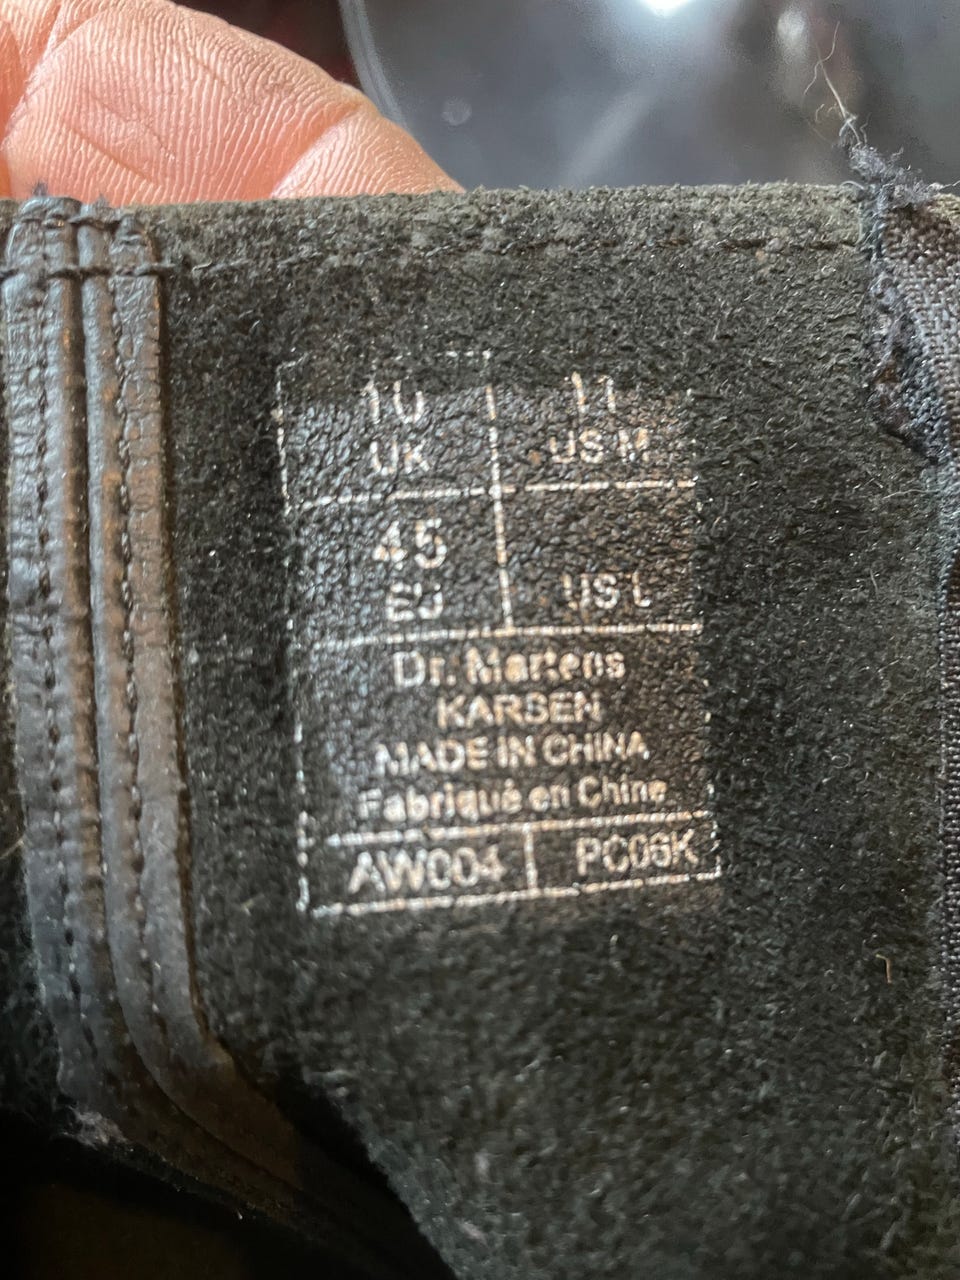 10 11
UK US M
45
EU US L
Dr. Martens
KARSEN
MADE IN CHINA
Fabriqué en Chine
AW004 PC06K